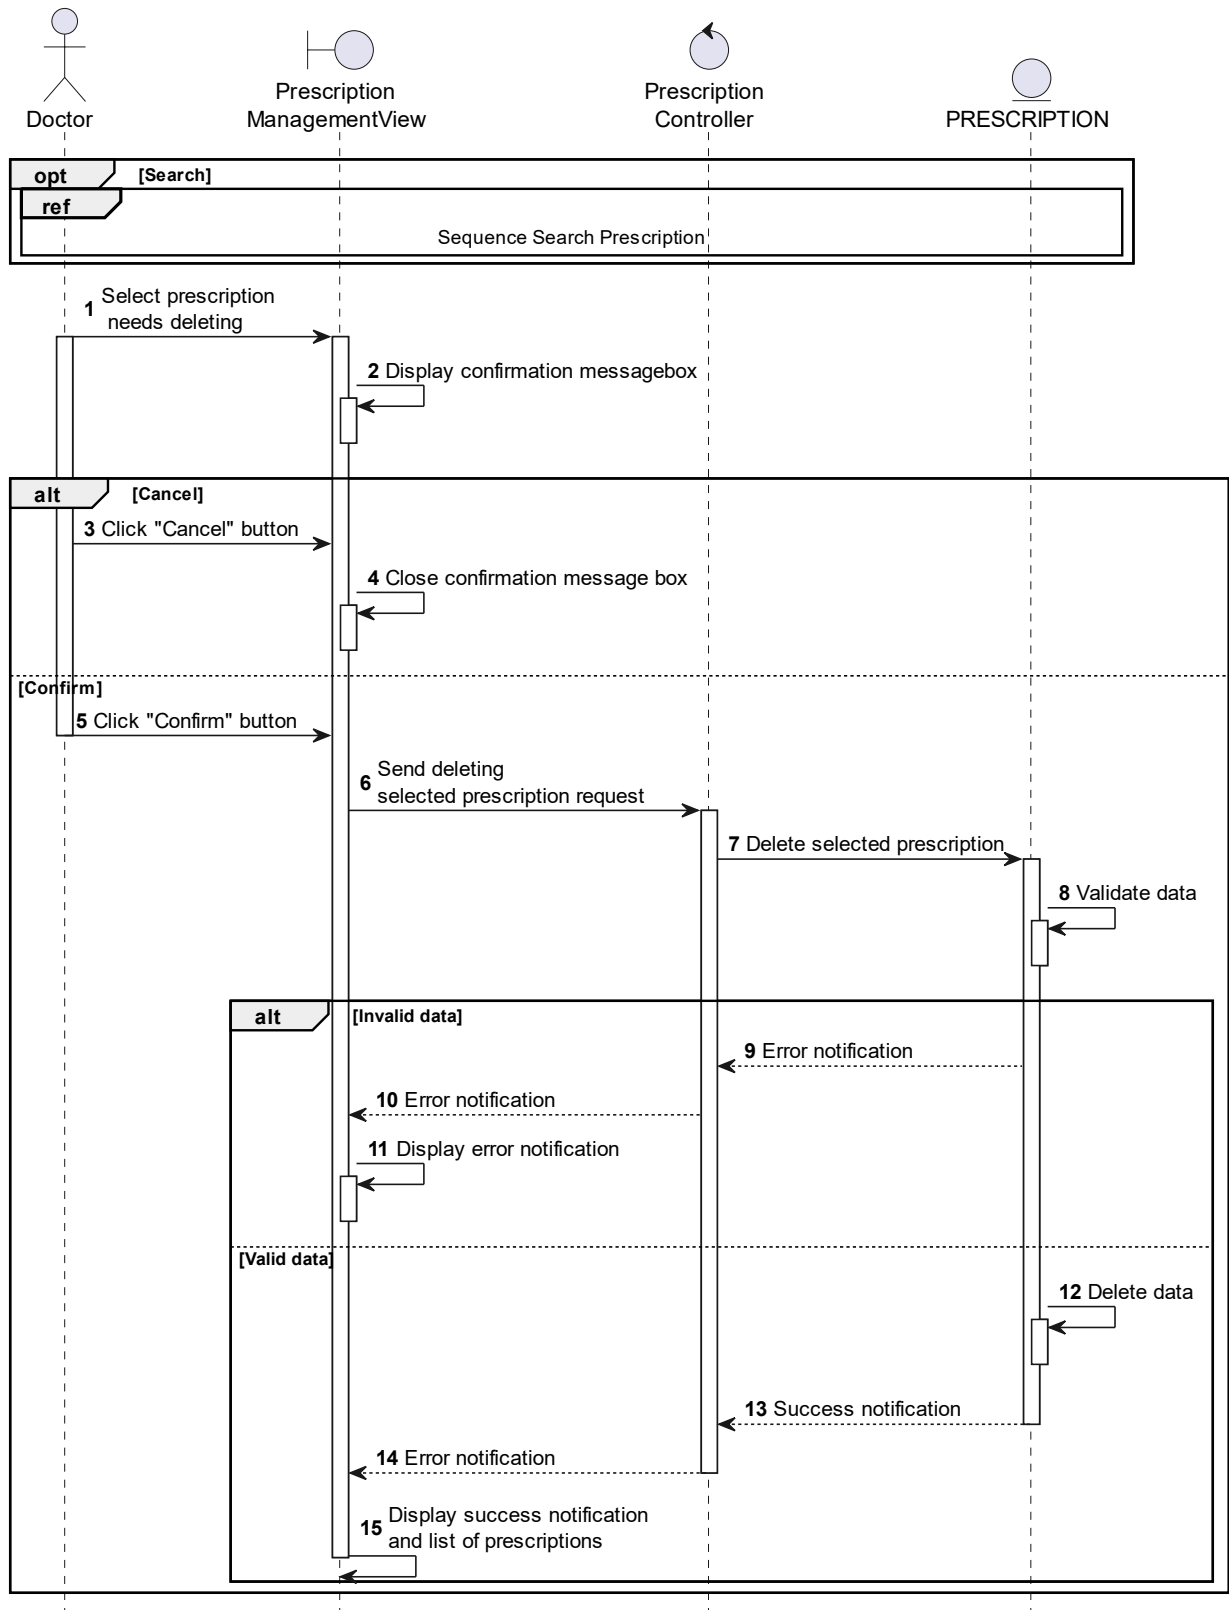 Doctor
Prescription
ManagementView
Prescription
Controller
PRESCRIPTION
opt [Search]
ref
Sequence Search Prescription
1 Select prescription
needs deleting
2 Display confirmation messagebox
alt [Cancel]
3 Click "Cancel" button
4 Close confirmation message box
[Confirm]
5 Click "Confirm" button
6 Send deleting
selected prescription request
7 Delete selected prescription
8 Validate data
alt [Invalid data]
9 Error notification
10 Error notification
11 Display error notification
[Valid data]
12 Delete data
13 Success notification
14 Error notification
15 Display success notification
and list of prescriptions